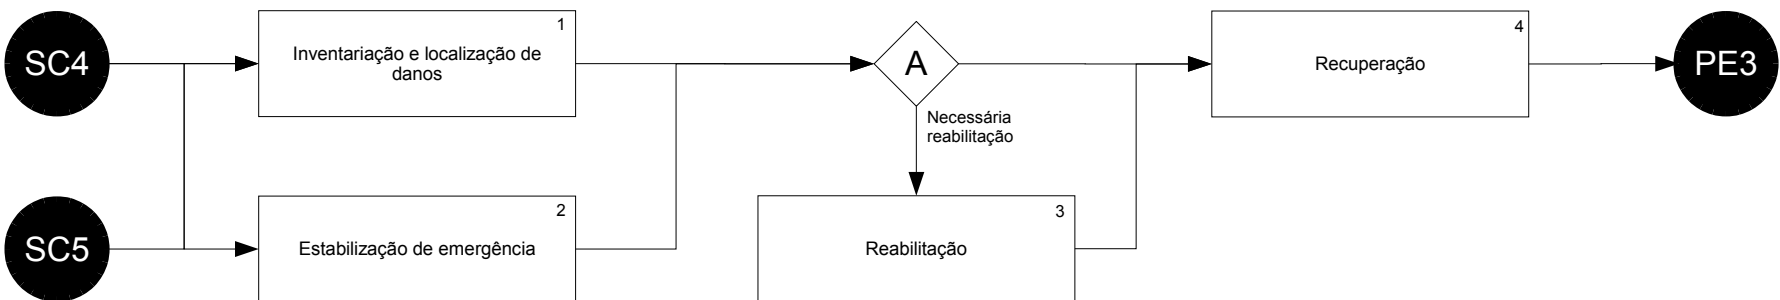 SC4
1
Inventariação e localização de
danos
A
Necessária
reabilitação
4
Recuperação
PE3
SC5
2
Estabilização de emergência
3
Reabilitação